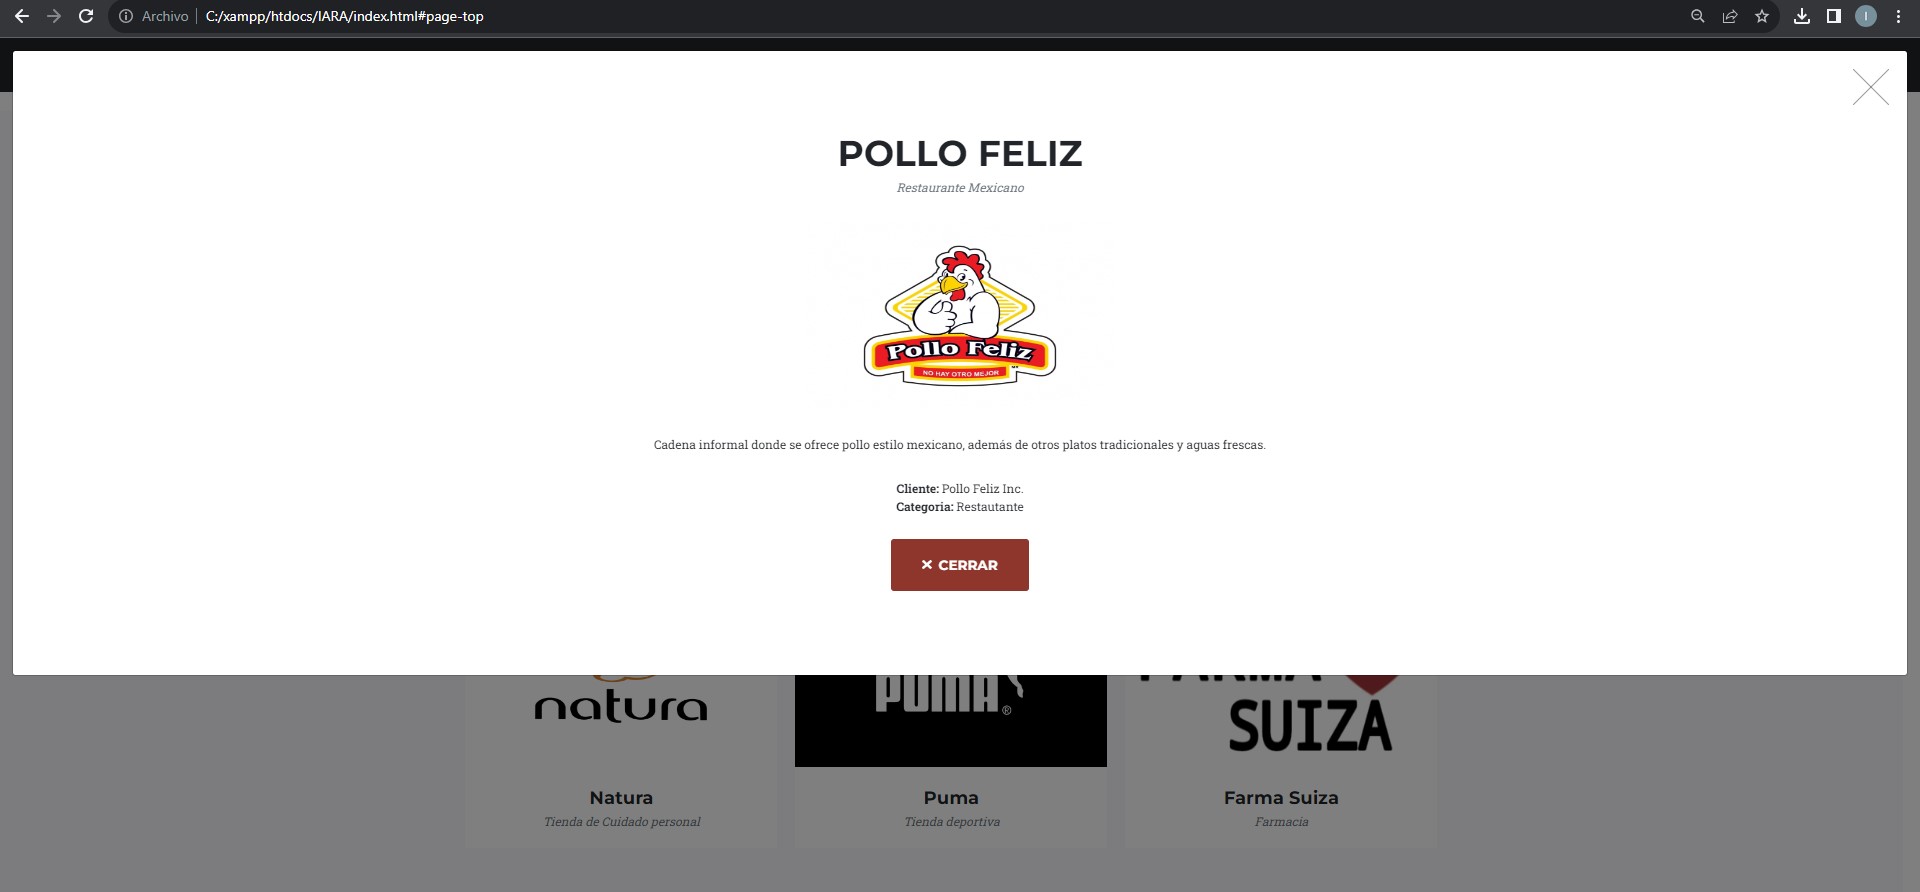 Archivo C:/xampp/htdocs/IARA/index.html#page-top
I
POLLO FELIZ
Restaurante Mexicano
Pollo Feliz
NO HAY OTRO MEJOR
Cadena informal donde se ofrece pollo estilo mexicano, además de otros platos tradicionales y aguas frescas.
Cliente: Pollo Feliz Inc.
Categoria: Restautante
CERRAR
natura
PUMA®
FARMA
SUIZA
Natura
Puma
Farma Suiza
Tienda de Cuidado personal
Tienda deportiva
Farmacia